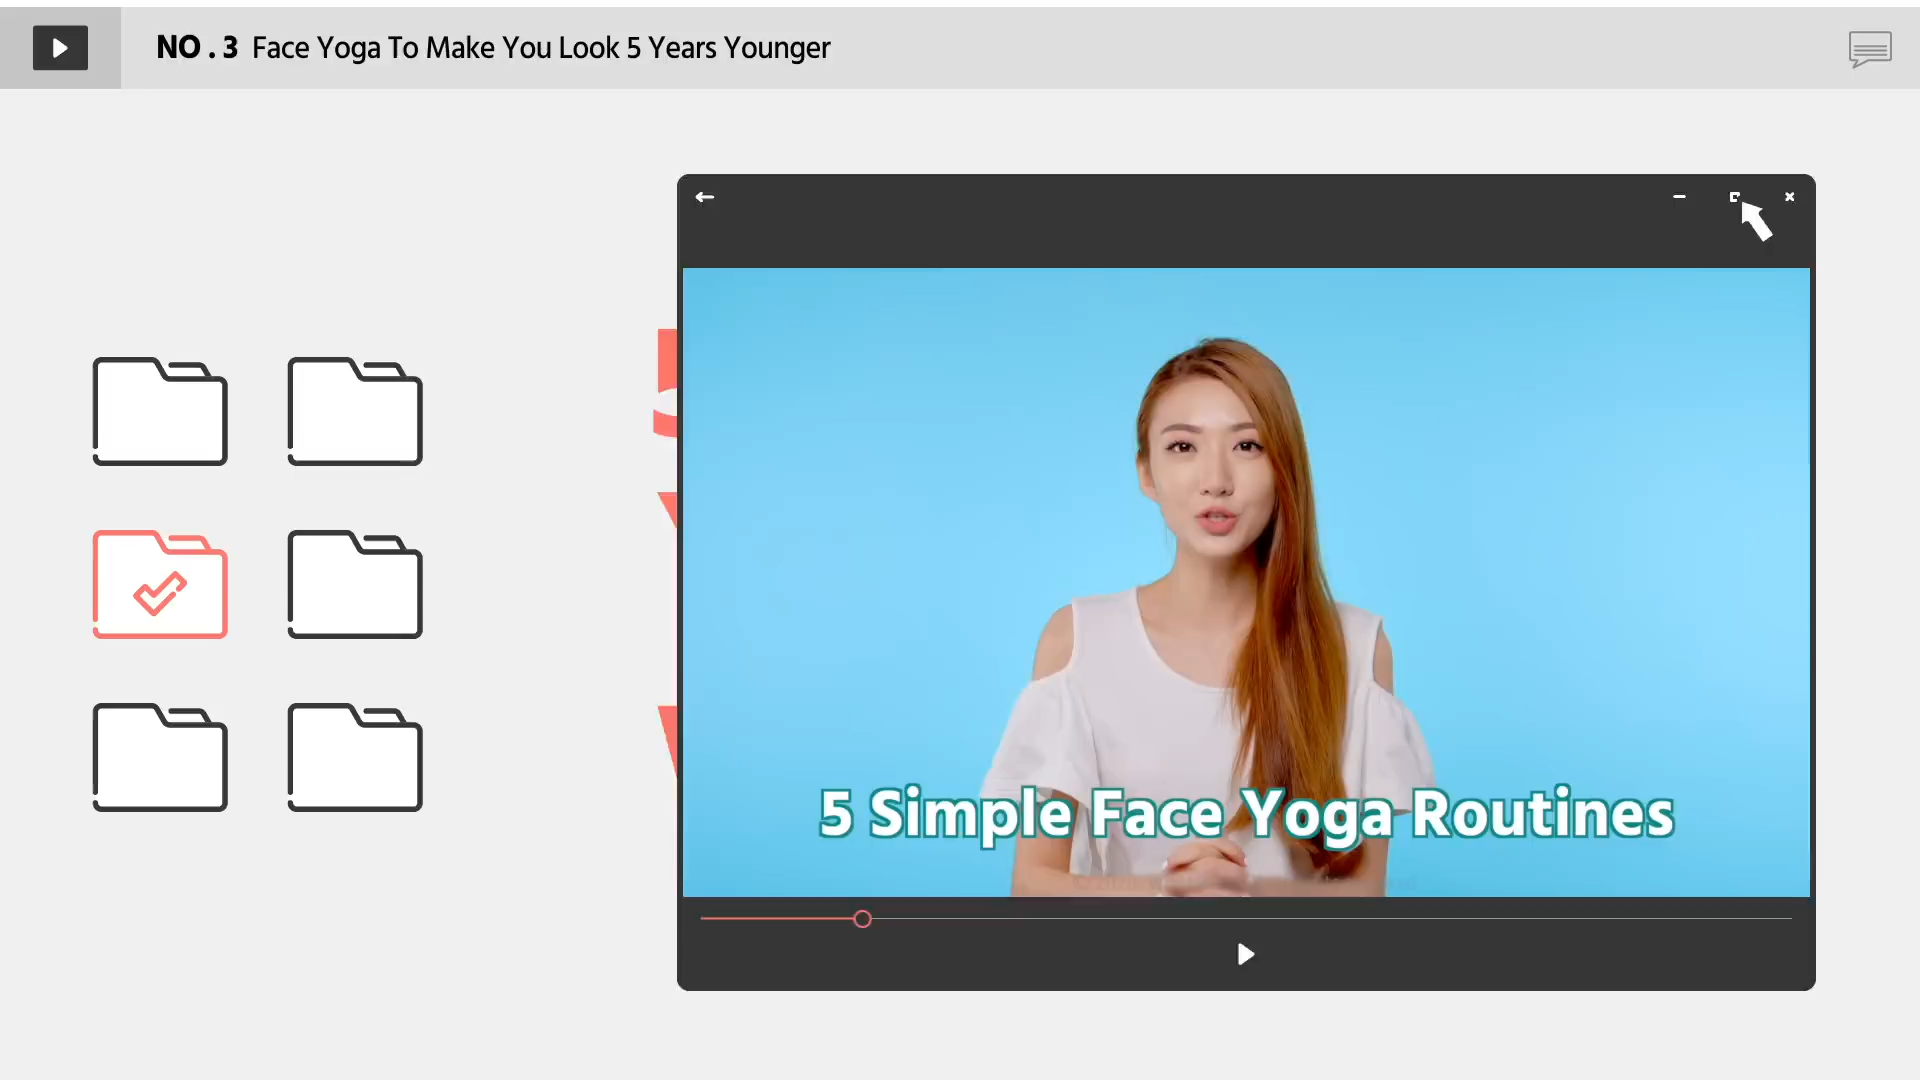 NO . 3 Face Yoga To Make You Look 5 Years Younger
5 Simple Face Yoga Routines